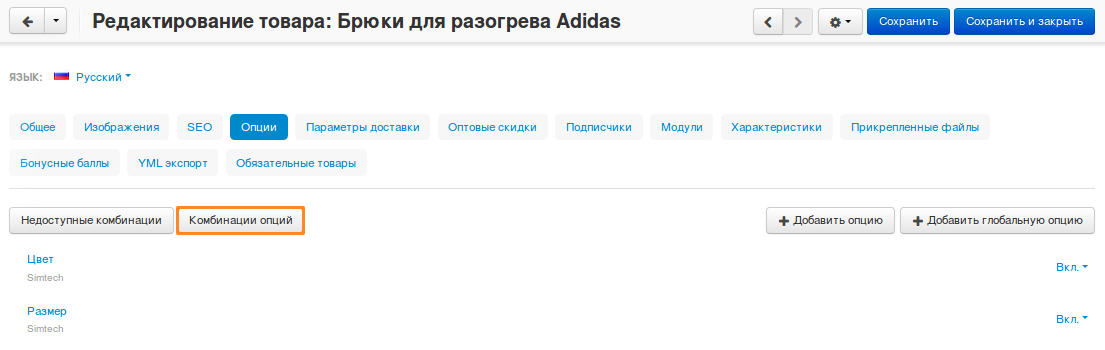 Редактирование товара: Брюки для разогрева Adidas
Сохранить
Сохранить и закрыть
ЯЗЫК: Русский
Общее Изображения SEO Опции Параметры доставки Оптовые скидки Подписчики Модули Характеристики Прикрепленные файлы
Бонусные баллы YML экспорт Обязательные товары
Недоступные комбинации Комбинации опций Добавить опцию Добавить глобальную опцию
Цвет Вкл.
Simtech
Размер Вкл.
Simtech